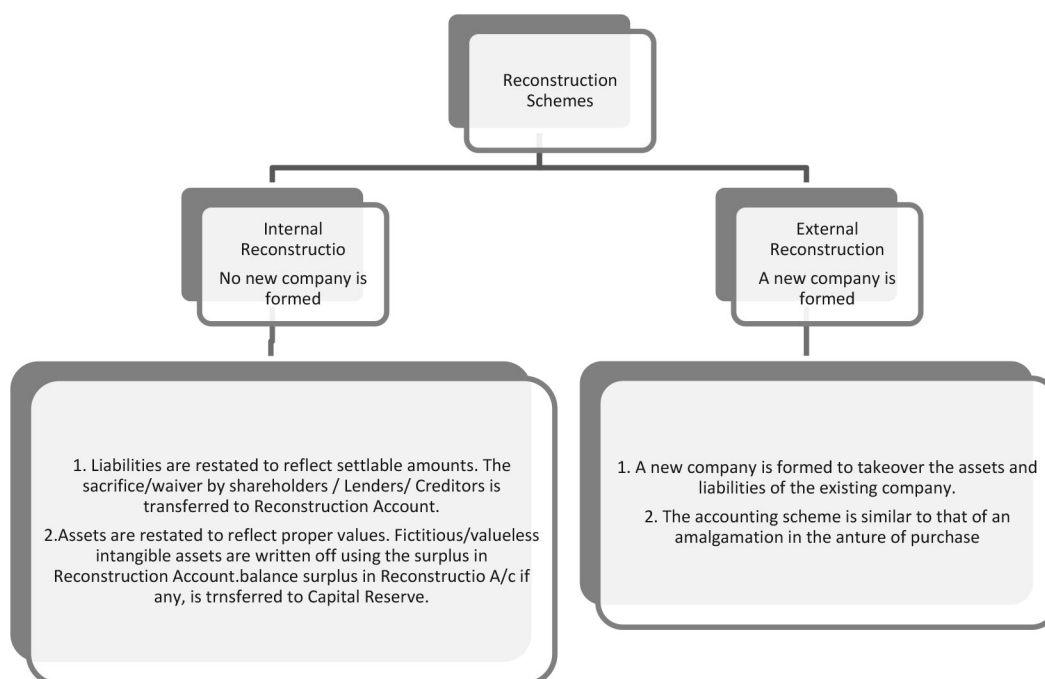 Reconstruction
Schemes
Internal
Reconstructio
No new company is
formed
External
Reconstruction
A new company is
formed
1. Liabilities are restated to reflect settlable amounts. The
sacrifice/waiver by shareholders / Lenders/ Creditors is
transferred to Reconstruction Account.
2.Assets are restated to reflect proper values. Fictitious/valueless
intangible assets are written off using the surplus in
Reconstruction Account.balance surplus in Reconstructio A/c if
any, is trnsferred to Capital Reserve.
1. A new company is formed to takeover the assets and
liabilities of the existing company.
2. The accounting scheme is similar to that of an
amalgamation in the anture of purchase